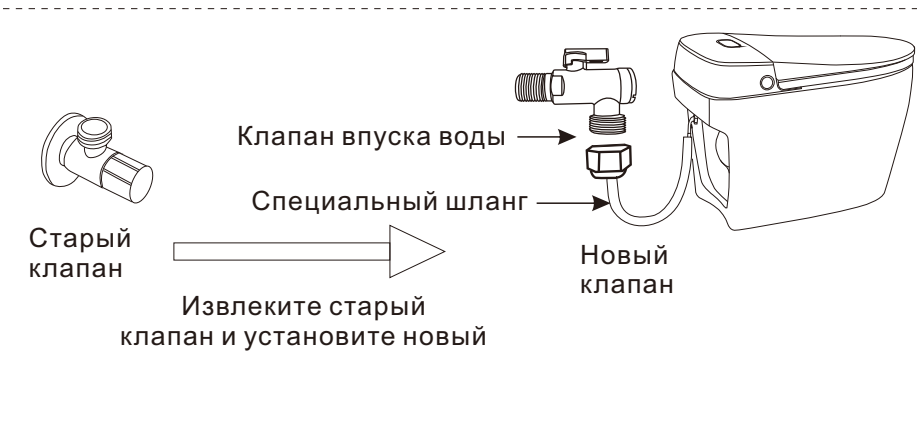 Клапан впуска воды
Специальный шланг
Старый
клапан
Новый
клапан
Извлеките старый
клапан и установите новый